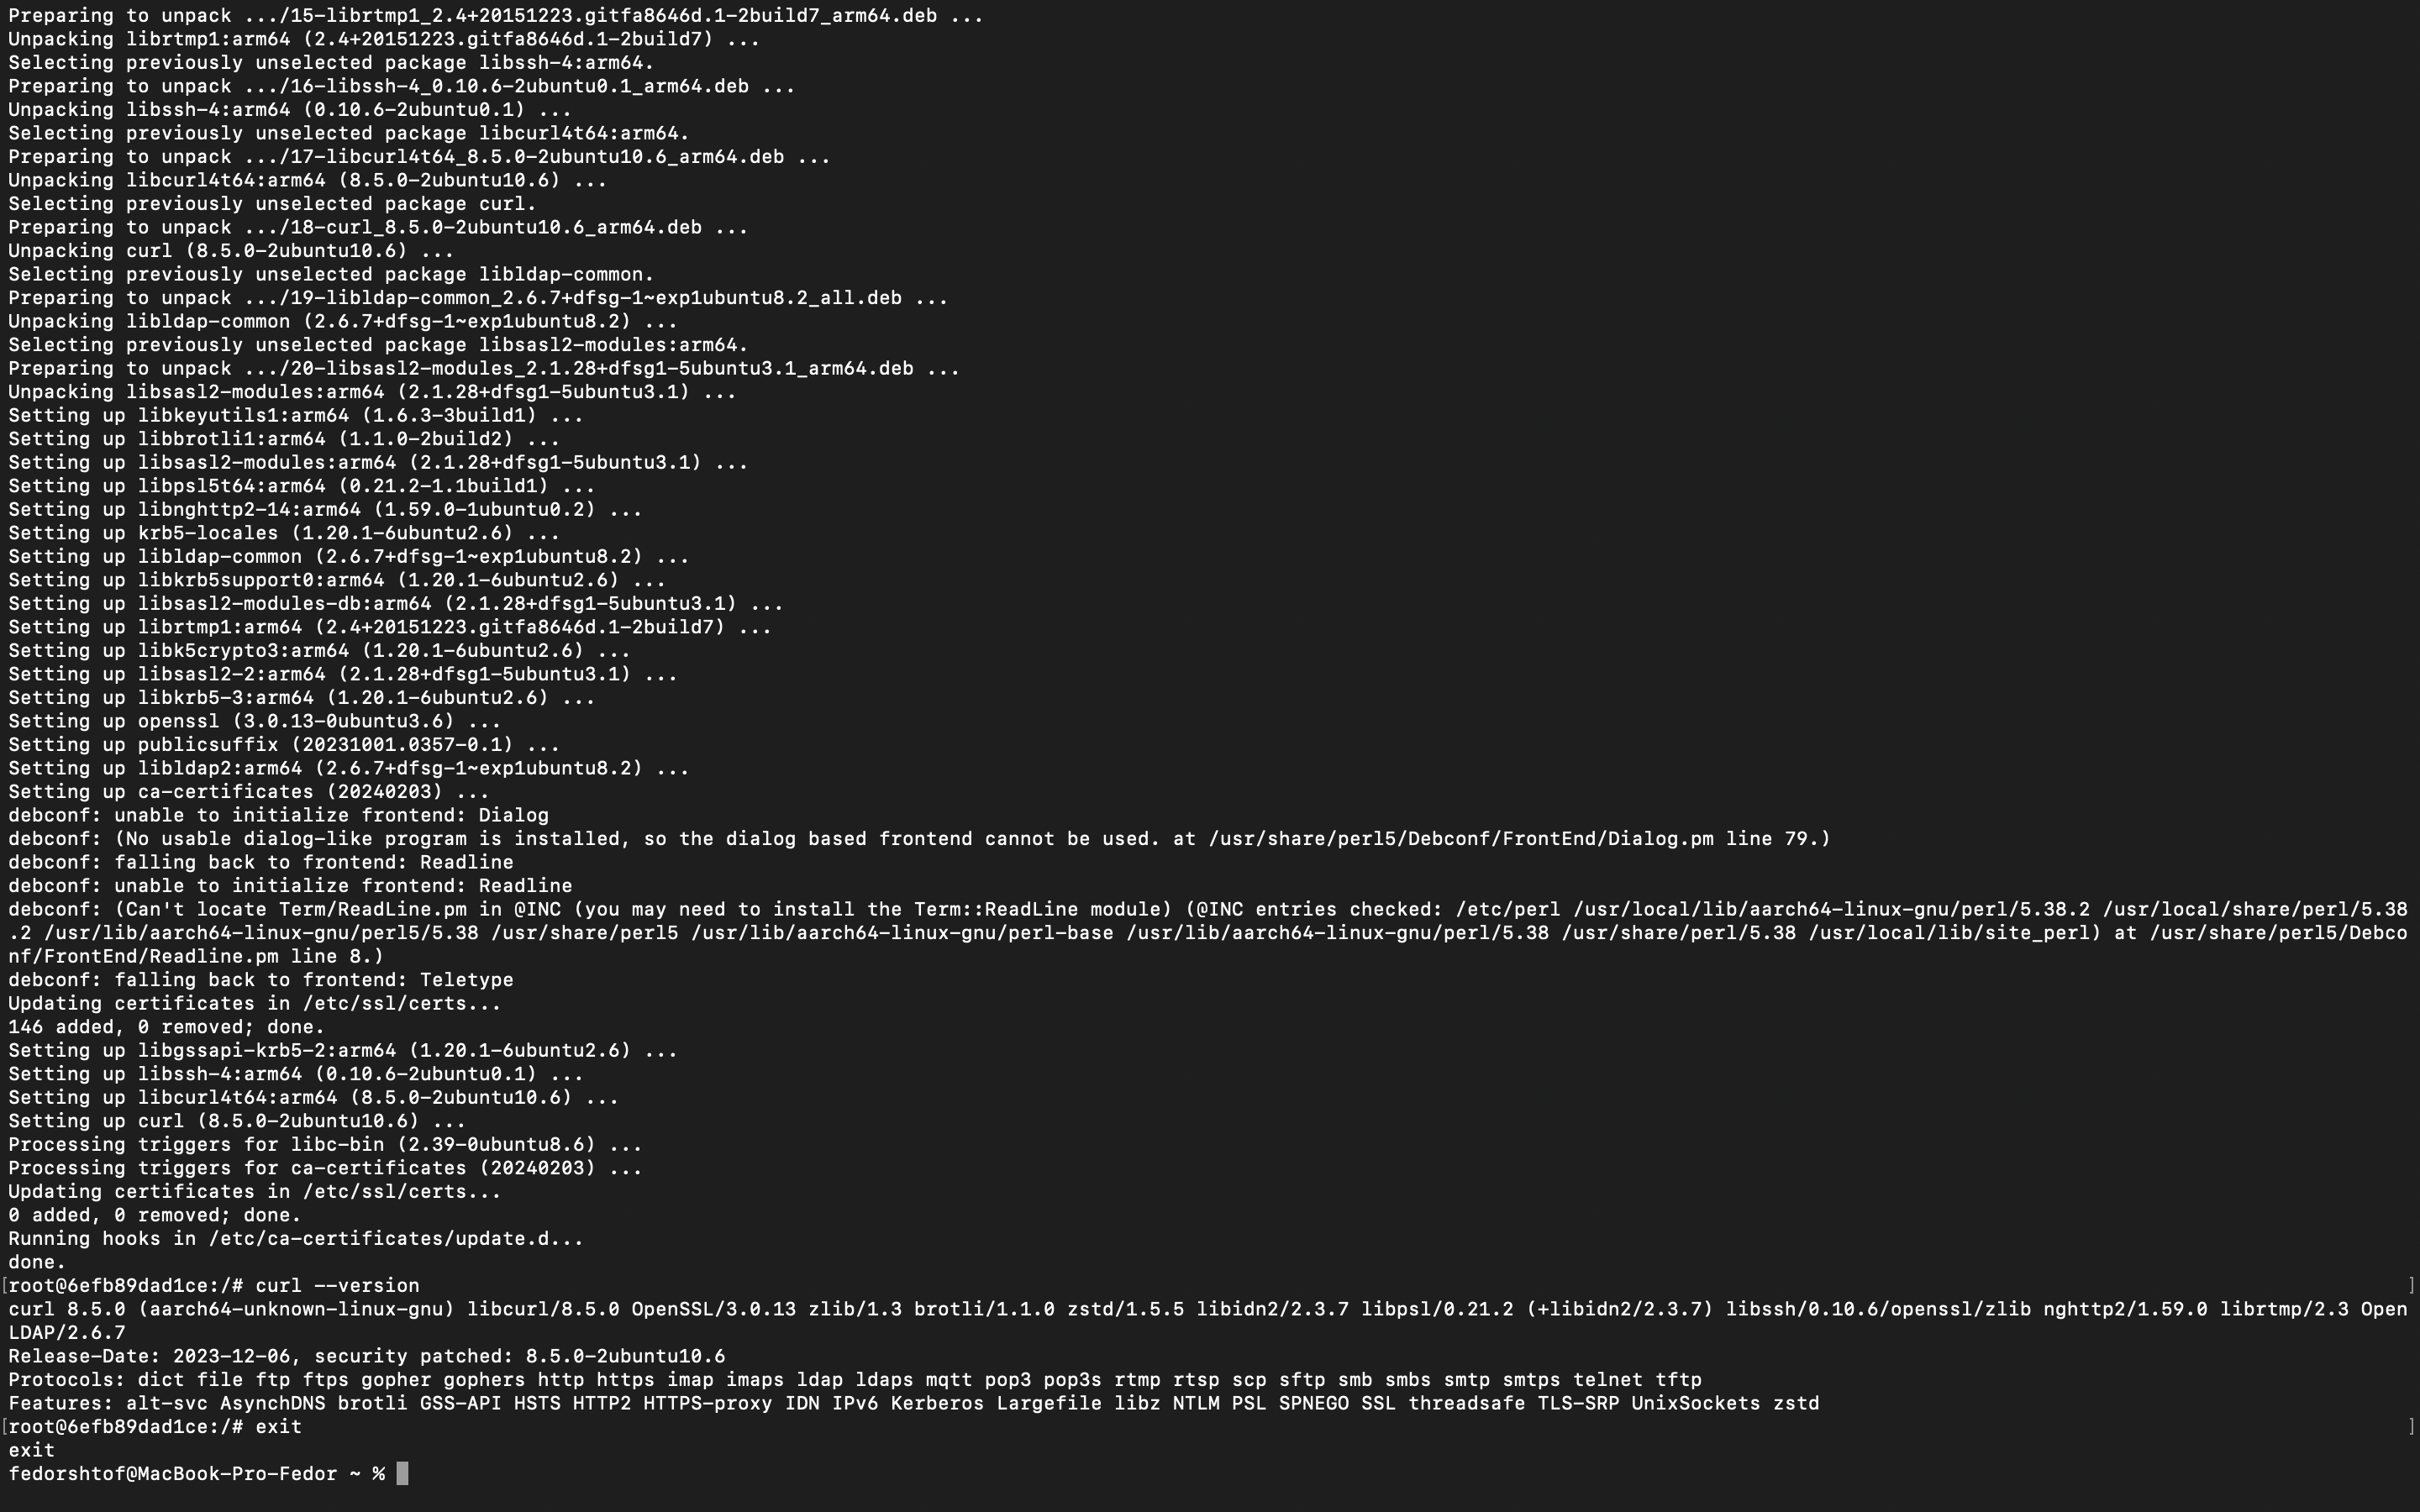 Preparing to unpack .../15-librtmp1_2.4+20151223.gitfa8646d.1-2build7_arm64.deb ...
Unpacking librtmp1:arm64 (2.4+20151223.gitfa8646d.1-2build7) ...
Selecting previously unselected package libssh-4:arm64.
Preparing to unpack .../16-libssh-4_0.10.6-2ubuntu0.1_arm64.deb ...
Unpacking libssh-4:arm64 (0.10.6-2ubuntu0.1) ...
Selecting previously unselected package libcurl4t64:arm64.
Preparing to unpack .../17-libcurl4t64_8.5.0-2ubuntu10.6_arm64.deb ...
Unpacking libcurl4t64:arm64 (8.5.0-2ubuntu10.6) ...
Selecting previously unselected package curl.
Preparing to unpack .../18-curl_8.5.0-2ubuntu10.6_arm64.deb ...
Unpacking curl (8.5.0-2ubuntu10.6) ...
Selecting previously unselected package libldap-common.
Preparing to unpack .../19-libldap-common_2.6.7+dfsg-1~exp1ubuntu8.2_all.deb ...
Unpacking libldap-common (2.6.7+dfsg-1~exp1ubuntu8.2) ...
Selecting previously unselected package libsasl2-modules:arm64.
Preparing to unpack .../20-libsasl2-modules_2.1.28+dfsg1-5ubuntu3.1_arm64.deb ...
Unpacking libsasl2-modules:arm64 (2.1.28+dfsg1-5ubuntu3.1) ...
Setting up libkeyutils1:arm64 (1.6.3-3build1) ...
Setting up libbrotli1:arm64 (1.1.0-2build2) ...
Setting up libsasl2-modules:arm64 (2.1.28+dfsg1-5ubuntu3.1) ...
Setting up libpsl5t64:arm64 (0.21.2-1.1build1) ...
Setting up libnghttp2-14:arm64 (1.59.0-1ubuntu0.2) ...
Setting up krb5-locales (1.20.1-6ubuntu2.6) ...
Setting up libldap-common (2.6.7+dfsg-1~exp1ubuntu8.2) ...
Setting up libkrb5support0:arm64 (1.20.1-6ubuntu2.6) ...
Setting up libsasl2-modules-db:arm64 (2.1.28+dfsg1-5ubuntu3.1) ...
Setting up librtmp1:arm64 (2.4+20151223.gitfa8646d.1-2build7) ...
Setting up libk5crypto3:arm64 (1.20.1-6ubuntu2.6) ...
Setting up libsasl2-2:arm64 (2.1.28+dfsg1-5ubuntu3.1) ...
Setting up libkrb5-3:arm64 (1.20.1-6ubuntu2.6) ...
Setting up openssl (3.0.13-0ubuntu3.6) ...
Setting up publicsuffix (20231001.0357-0.1) ...
Setting up libldap2:arm64 (2.6.7+dfsg-1~exp1ubuntu8.2) ...
Setting up ca-certificates (20240203) ...
debconf: unable to initialize frontend: Dialog
debconf: (No usable dialog-like program is installed, so the dialog based frontend cannot be used. at /usr/share/perl5/Debconf/FrontEnd/Dialog.pm line 79.)
debconf: falling back to frontend: Readline
debconf: unable to initialize frontend: Readline
debconf: (Can't locate Term/ReadLine.pm in @INC (you may need to install the Term::ReadLine module) (@INC entries checked: /etc/perl /usr/local/lib/aarch64-linux-gnu/perl/5.38.2 /usr/local/share/perl/5.38
.2 /usr/lib/aarch64-linux-gnu/perl5/5.38 /usr/share/perl5 /usr/lib/aarch64-linux-gnu/perl-base /usr/lib/aarch64-linux-gnu/perl/5.38 /usr/share/perl/5.38 /usr/local/lib/site_perl) at /usr/share/perl5/Debco
nf/FrontEnd/Readline.pm line 8.)
debconf: falling back to frontend: Teletype
Updating certificates in /etc/ssl/certs...
146 added, 0 removed; done.
Setting up libgssapi-krb5-2:arm64 (1.20.1-6ubuntu2.6) ...
Setting up libssh-4:arm64 (0.10.6-2ubuntu0.1) ...
Setting up libcurl4t64:arm64 (8.5.0-2ubuntu10.6) ...
Setting up curl (8.5.0-2ubuntu10.6) ...
Processing triggers for libc-bin (2.39-0ubuntu8.6) ...
Processing triggers for ca-certificates (20240203) ...
Updating certificates in /etc/ssl/certs...
0 added, 0 removed; done.
Running hooks in /etc/ca-certificates/update.d...
done.
[root@6efb89dad1ce:/# curl --version ]
curl 8.5.0 (aarch64-unknown-linux-gnu) libcurl/8.5.0 OpenSSL/3.0.13 zlib/1.3 brotli/1.1.0 zstd/1.5.5 libidn2/2.3.7 libpsl/0.21.2 (+libidn2/2.3.7) libssh/0.10.6/openssl/zlib nghttp2/1.59.0 librtmp/2.3 Open
LDAP/2.6.7
Release-Date: 2023-12-06, security patched: 8.5.0-2ubuntu10.6
Protocols: dict file ftp ftps gopher gophers http https imap imaps ldap ldaps mqtt pop3 pop3s rtmp rtsp scp sftp smb smbs smtp smtps telnet tftp
Features: alt-svc AsynchDNS brotli GSS-API HSTS HTTP2 HTTPS-proxy IDN IPv6 Kerberos Largefile libz NTLM PSL SPNEGO SSL threadsafe TLS-SRP UnixSockets zstd
[root@6efb89dad1ce:/# exit ]
exit
fedorshtof@MacBook-Pro-Fedor ~ %